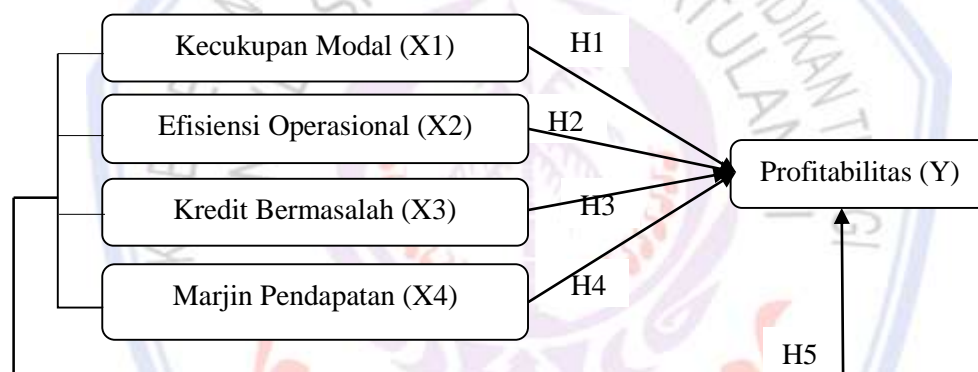 Kecukupan Modal (X1)
H1
Efisiensi Operasional (X2)
H2
Profitabilitas (Y)
Kredit Bermasalah (X3)
H3
Marjin Pendapatan (X4)
H4
H5